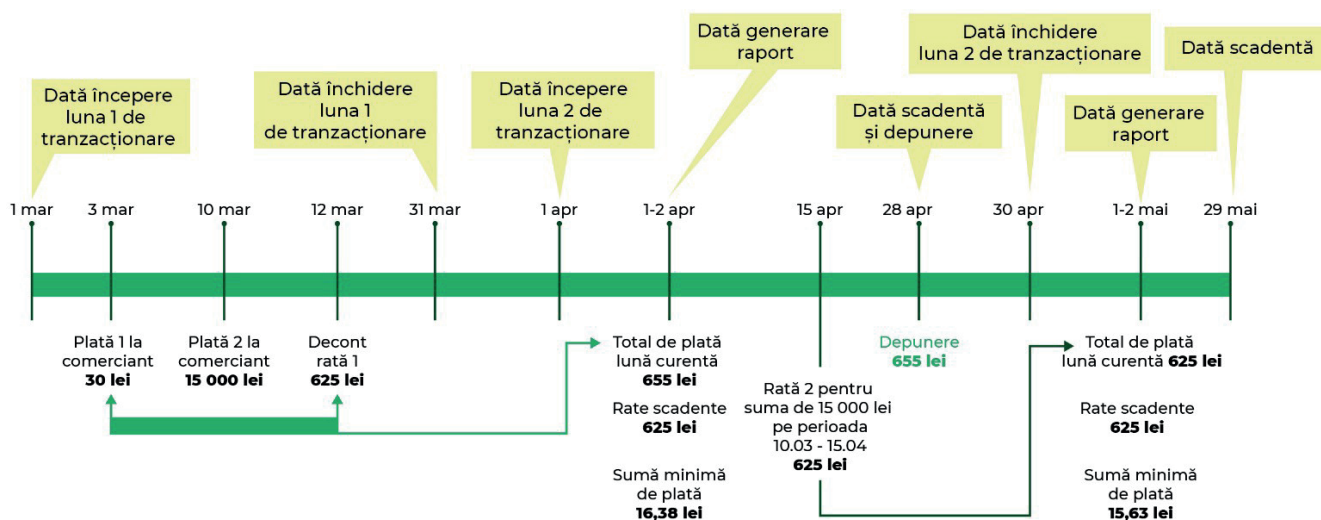 Dată începere
luna 1 de
tranzacționare
Dată închidere
luna 1
de tranzacționare
Dată începere
luna 2 de
tranzacționare
Dată generare
raport
Dată scadentă
și depunere
Dată închidere
luna 2 de tranzacționare
Dată generare
raport
Dată scadentă
1 mar
3 mar
10 mar
12 mar
31 mar
1 apr
1-2 apr
15 apr
28 apr
30 apr
1-2 mai
29 mai
Plată 1 la
comerciant
30 lei
Plată 2 la
comerciant
15 000 lei
Decont
rată 1
625 lei
Total de plată
lună curentă
655 lei
Rate scadente
625 lei
Sumă minimă
de plată
16,38 lei
Rată 2 pentru
suma de 15 000 lei
pe perioada
10.03 - 15.04
625 lei
Depunere
655 lei
Total de plată
lună curentă 625 lei
Rate scadente
625 lei
Sumă minimă
de plată
15,63 lei